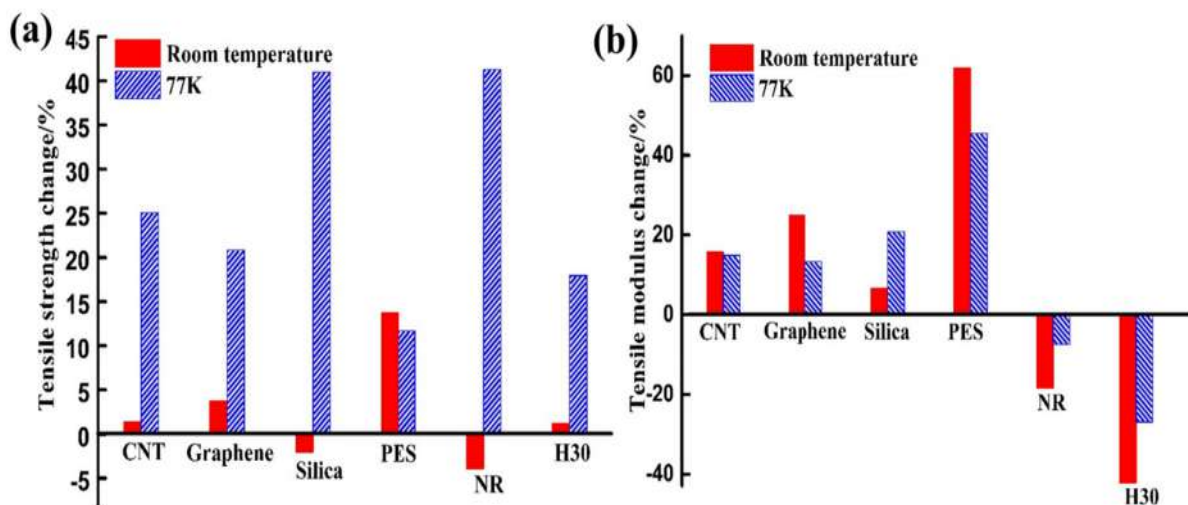 (a)
Tensile strength change/%
45
40
35
30
25
20
15
10
5
0
-5
Room temperature
77K
CNT
Graphene
Silica
PES
NR
H30
(b)
Tensile modulus change/%
60
40
20
0
-20
-40
Room temperature
77K
CNT
Graphene
Silica
PES
NR
H30